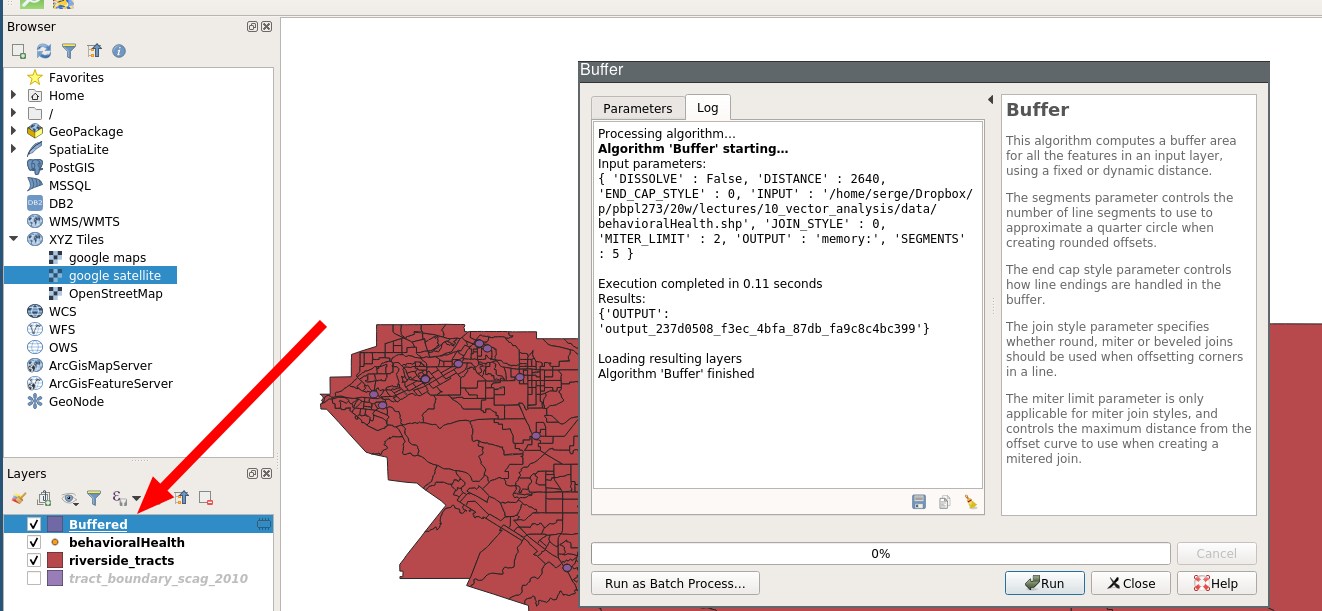 Browser
Favorites
Home
/
GeoPackage
SpatiaLite
PostGIS
MSSQL
DB2
DB2
WMS/WMTS
XYZ Tiles
google maps
google satellite
OpenStreetMap
WCS
WFS
OWS
ArcGisMapServer
ArcGisFeatureServer
GeoNode
Layers
Buffered
behavioralHealth
riverside_tracts
tract_boundary_scag_2010
Buffer
Parameters
Log
Processing algorithm…
Algorithm 'Buffer' starting…
Input parameters:
{ 'DISSOLVE' : False, 'DISTANCE' : 2640,
'END_CAP_STYLE' : 0, 'INPUT' : '/home/serge/Dropbox/
p/pbpl273/20w/lectures/10_vector_analysis/data/
behavioralHealth.shp', 'JOIN_STYLE' : 0,
'MITER_LIMIT' : 2, 'OUTPUT' : 'memory:', 'SEGMENTS'
: 5 }
Execution completed in 0.11 seconds
Results:
{'OUTPUT':
'output_237d0508_f3ec_4bfa_87db_fa9c8c4bc399'}
Loading resulting layers
Algorithm 'Buffer' finished
Buffer
This algorithm computes a buffer area
for all the features in an input layer,
using a fixed or dynamic distance.
The segments parameter controls the
number of line segments to use to
approximate a quarter circle when
creating rounded offsets.
The end cap style parameter controls
how line endings are handled in the
buffer.
The join style parameter specifies
whether round, miter or beveled joins
should be used when offsetting corners
in a line.
The miter limit parameter is only
applicable for miter join styles, and
controls the maximum distance from the
offset curve to use when creating a
mitered join.
0%
Cancel
Run as Batch Process…
Run
Close
Help